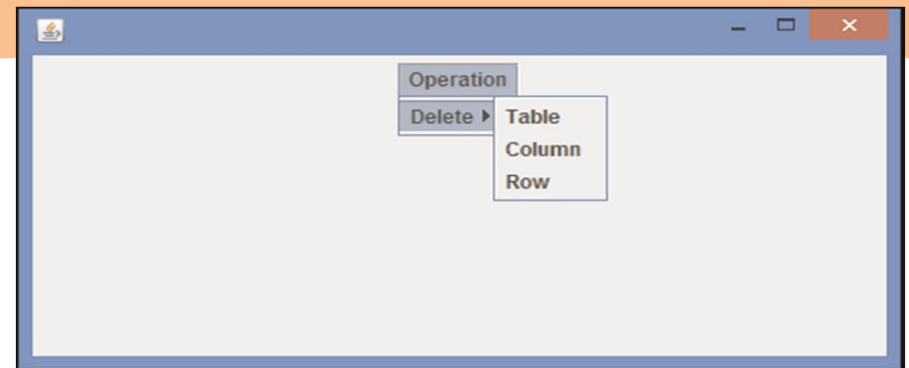 Operation
Delete
Table
Column
Row